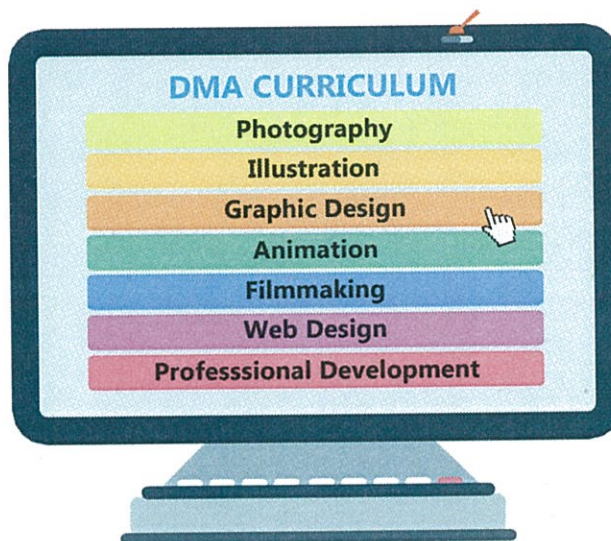 DMA CURRICULUM
Photography
Illustration
Graphic Design
Animation
Filmmaking
Web Design
Professsional Development